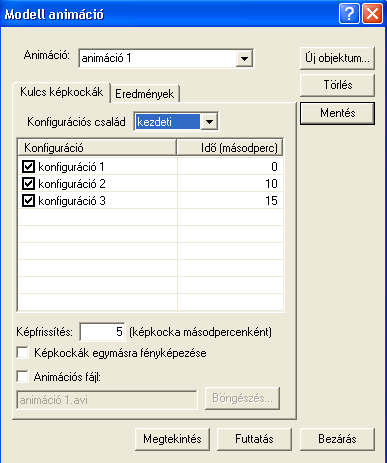 Modell animáció
Animáció: animáció 1
Új objektum...
Törlés
Mentés
Kulcs képkockák Eredmények
Konfigurációs család kezdeti
Konfiguráció Idő (másodperc)
konfiguráció 1 0
konfiguráció 2 10
konfiguráció 3 15
Képfrissítés: 5 (képkocka másodpercenként)
Képkockák egymásra fényképezése
Animációs fájl:
animáció 1.avi Böngészés...
Megtekintés Futtatás Bezárás